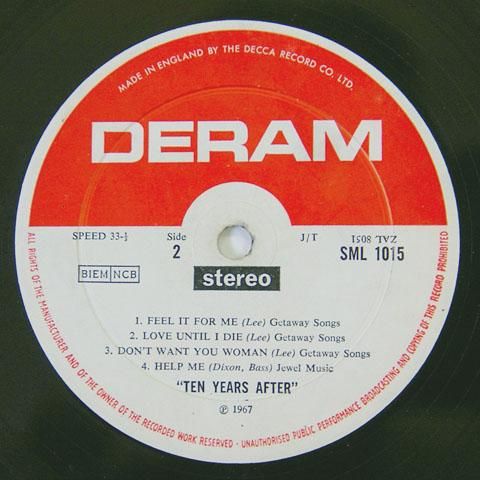 MADE IN ENGLAND BY THE DECCA RECORD CO. LTD.
DERAM
SPEED 33-⅓
Side
2
J/T
ZAL 8051
SML 1015
BIEM NCB
stereo
1. FEEL IT FOR ME (Lee) Getaway Songs
2. LOVE UNTIL I DIE (Lee) Getaway Songs
3. DON'T WANT YOU WOMAN (Lee) Getaway Songs
4. HELP ME (Dixon, Bass) Jewel Music
"TEN YEARS AFTER"
℗ 1967
ALL RIGHTS OF THE MANUFACTURER AND OF THE OWNER OF THE RECORDED WORK RESERVED · UNAUTHORISED PUBLIC PERFORMANCE BROADCASTING AND COPYING OF THIS RECORD PROHIBITED